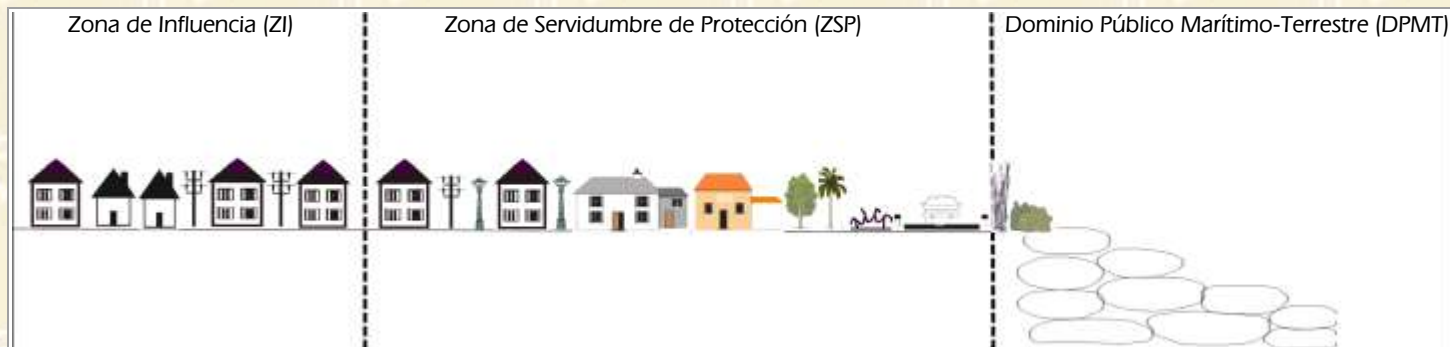 Zona de Influencia (ZI)
Zona de Servidumbre de Protección (ZSP)
Dominio Público Marítimo-Terrestre (DPMT)